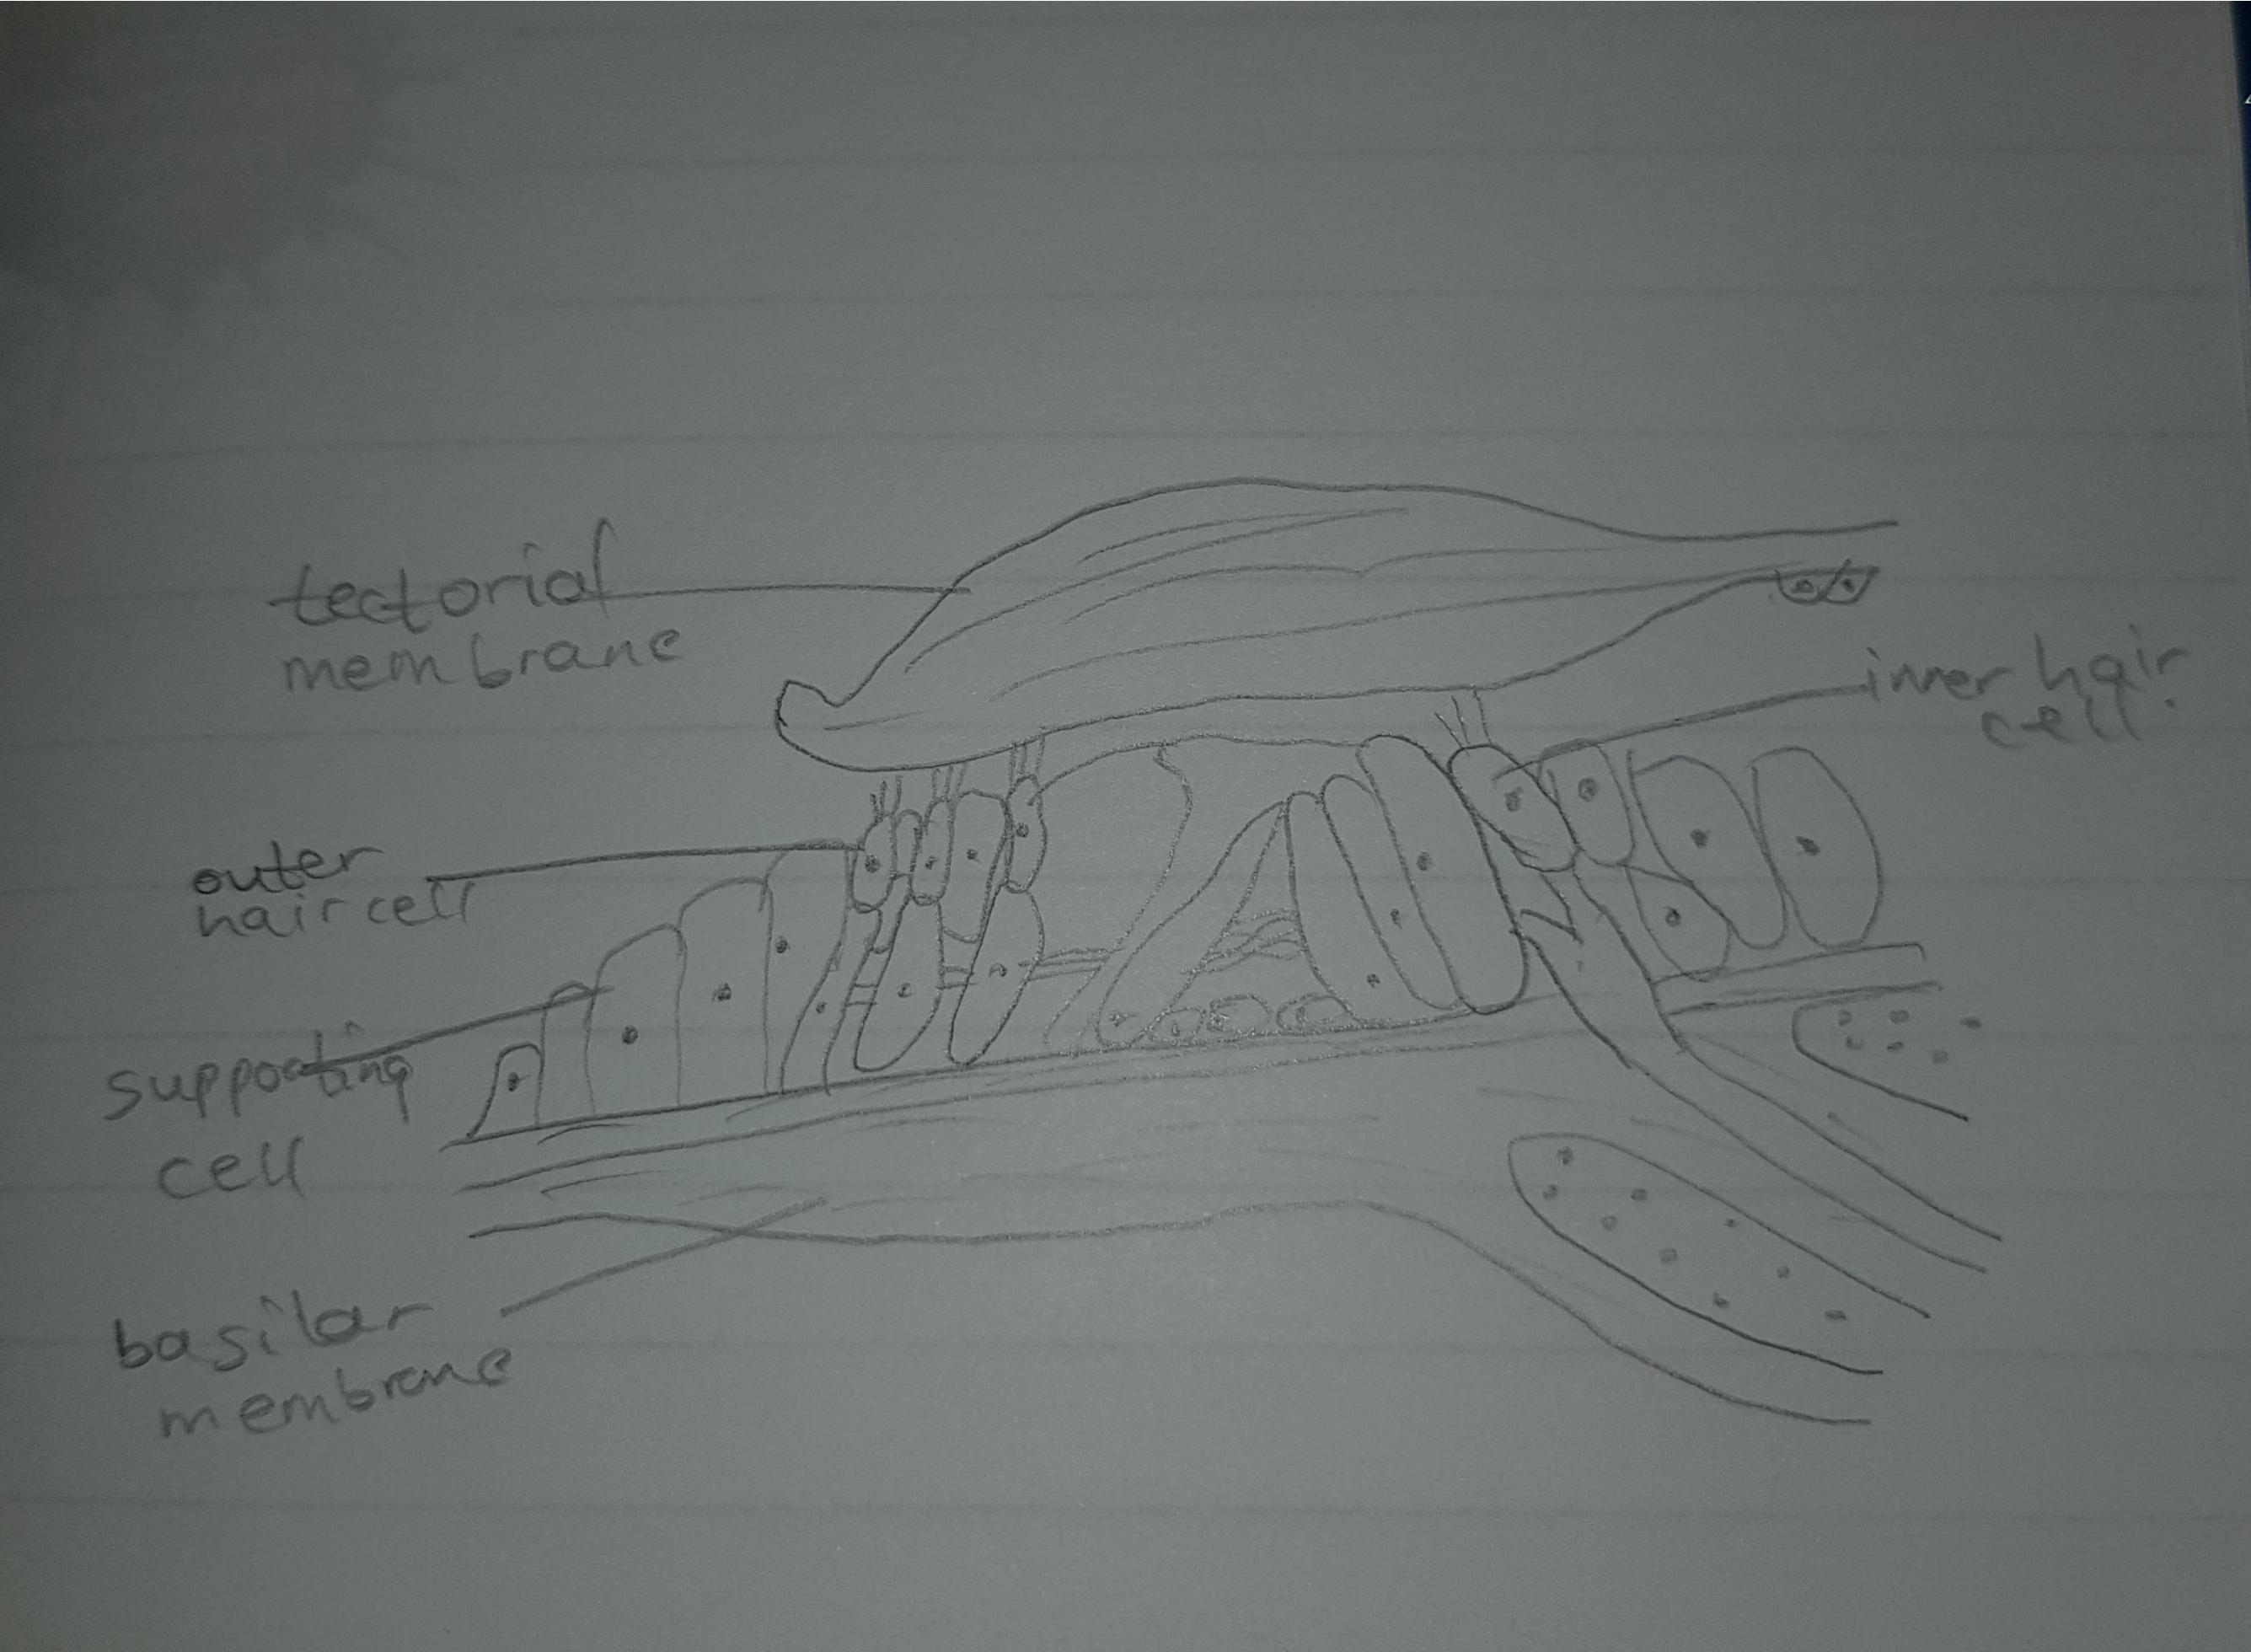 tectorial
membrane
inner hair
cell.
outer
hair cell
supporting
cell
basilar
membrane